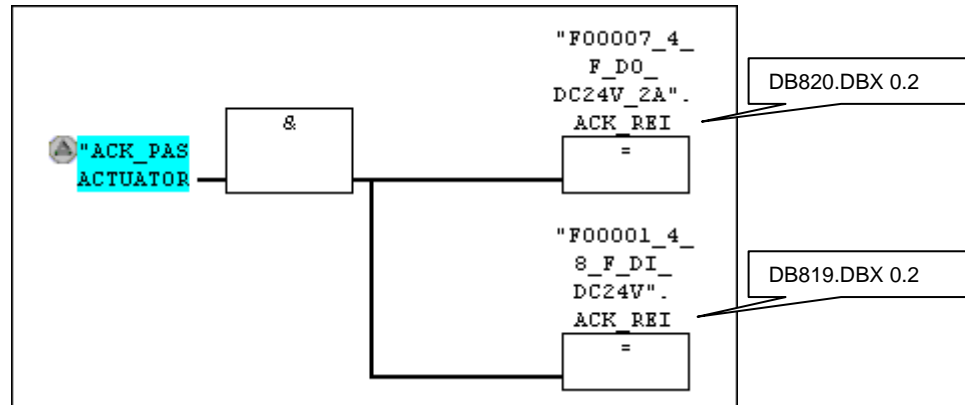 "F00007_4_
F_DO_
DC24V_2A".
ACK_REI
=
DB820.DBX 0.2
&
"ACK_PAS
ACTUATOR
"F00001_4_
8_F_DI_
DC24V".
ACK_REI
=
DB819.DBX 0.2